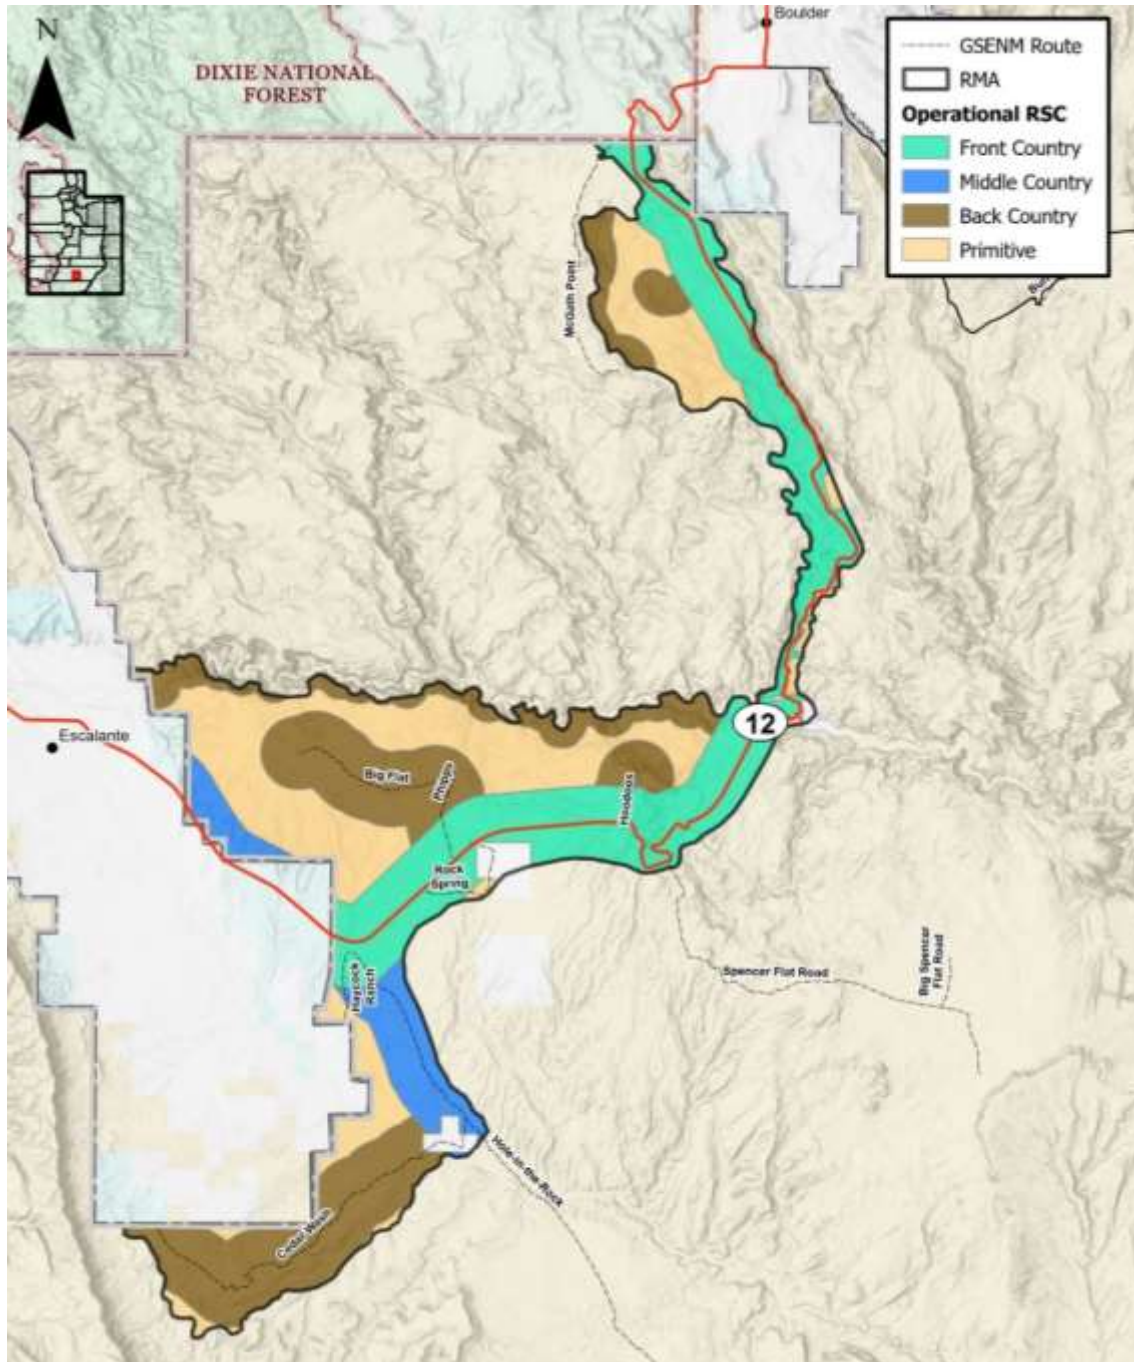 N
Boulder
DIXIE NATIONAL
FOREST
GSENM Route
RMA
Operational RSC
Front Country
Middle Country
Back Country
Primitive
McGath Point
12
Escalante
Big Flat
Phipps
Hoodoos
Rock
Spring
Haycock
Ranch
Spencer Flat Road
Big Spencer
Flat Road
Hole-in-the-Rock
Cedar Wash